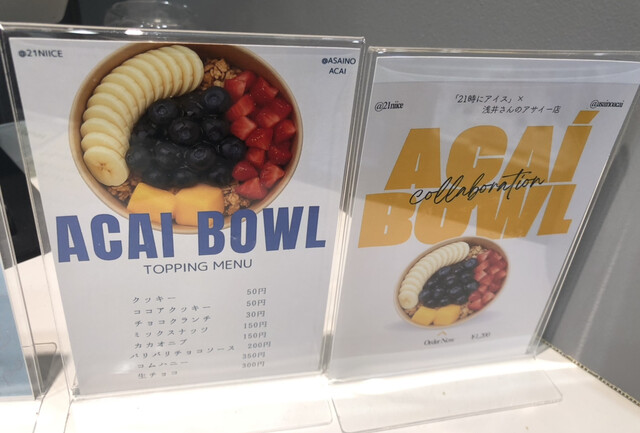 @21NIICE
@ASAINO
ACAI
ACAI BOWL
TOPPING MENU
クッキー 50円
ココアクッキー 50円
チョコクランチ 30円
ミックスナッツ 150円
カカオニブ 150円
パリパリチョコソース 200円
コムハニー 350円
生チョコ 300円
「21時にアイス」×
浅井さんのアサイー店
@21niice
@asainoacai
ACAÍ
BOWL
collaboration
Order Now ¥1,200